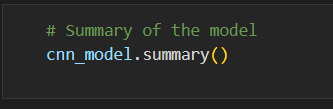 # Summary of the model
cnn_model.summary()